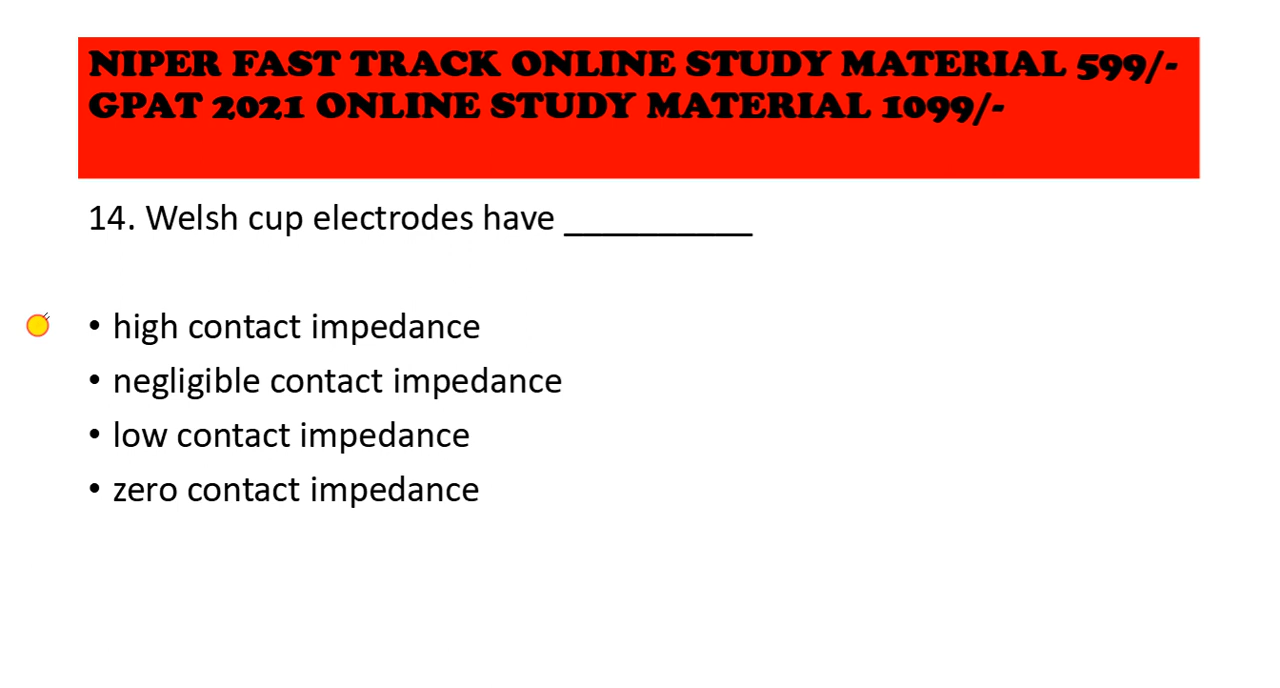 NIPER FAST TRACK ONLINE STUDY MATERIAL 599/-
GPAT 2021 ONLINE STUDY MATERIAL 1099/-
14. Welsh cup electrodes have __________
• high contact impedance
• negligible contact impedance
• low contact impedance
• zero contact impedance